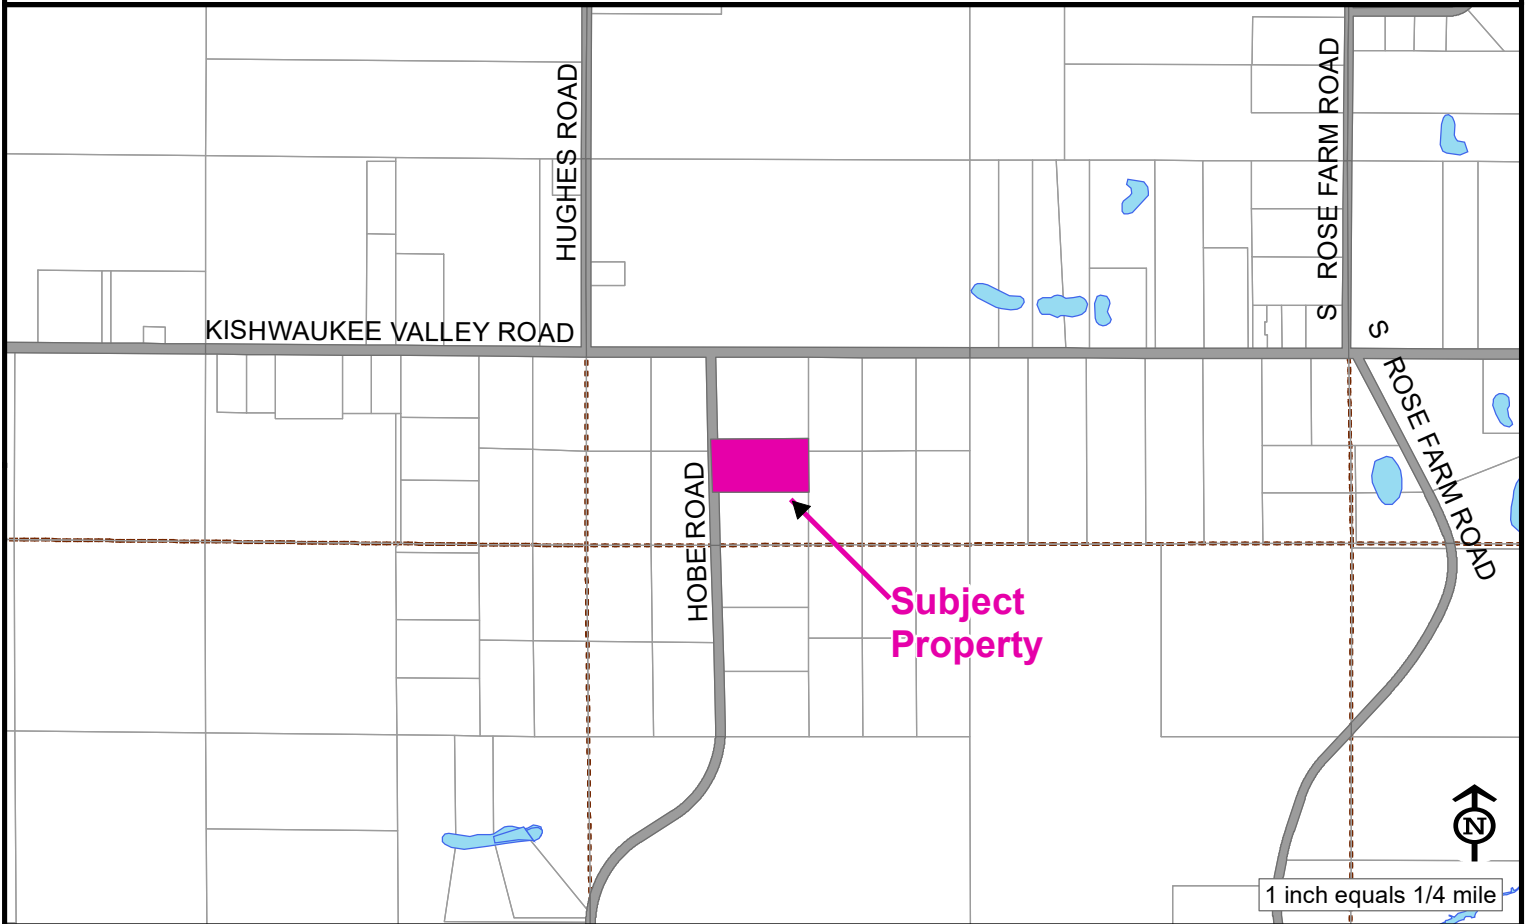 HUGHES ROAD
S ROSE FARM ROAD
KISHWAUKEE VALLEY ROAD
S ROSE FARM ROAD
HOBE ROAD
Subject
Property
N
1 inch equals 1/4 mile